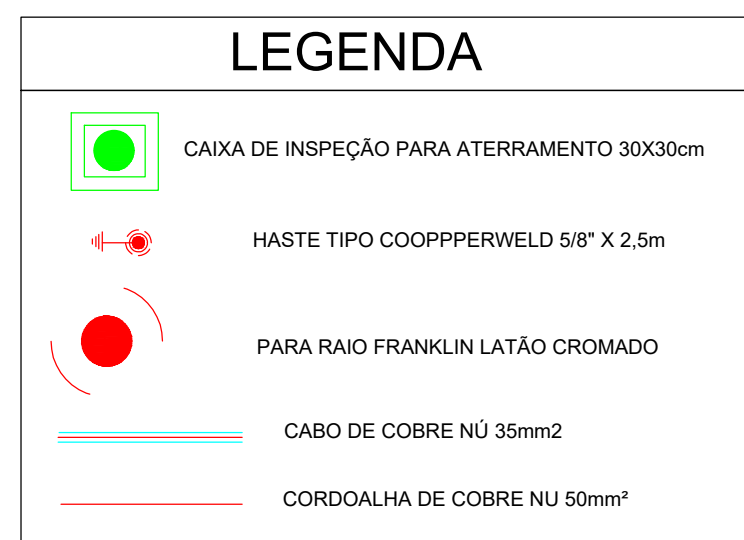 LEGENDA
CAIXA DE INSPEÇÃO PARA ATERRAMENTO 30X30cm
HASTE TIPO COOPPPERWELD 5/8" X 2,5m
PARA RAIO FRANKLIN LATÃO CROMADO
CABO DE COBRE NÚ 35mm2
CORDOALHA DE COBRE NU 50mm²